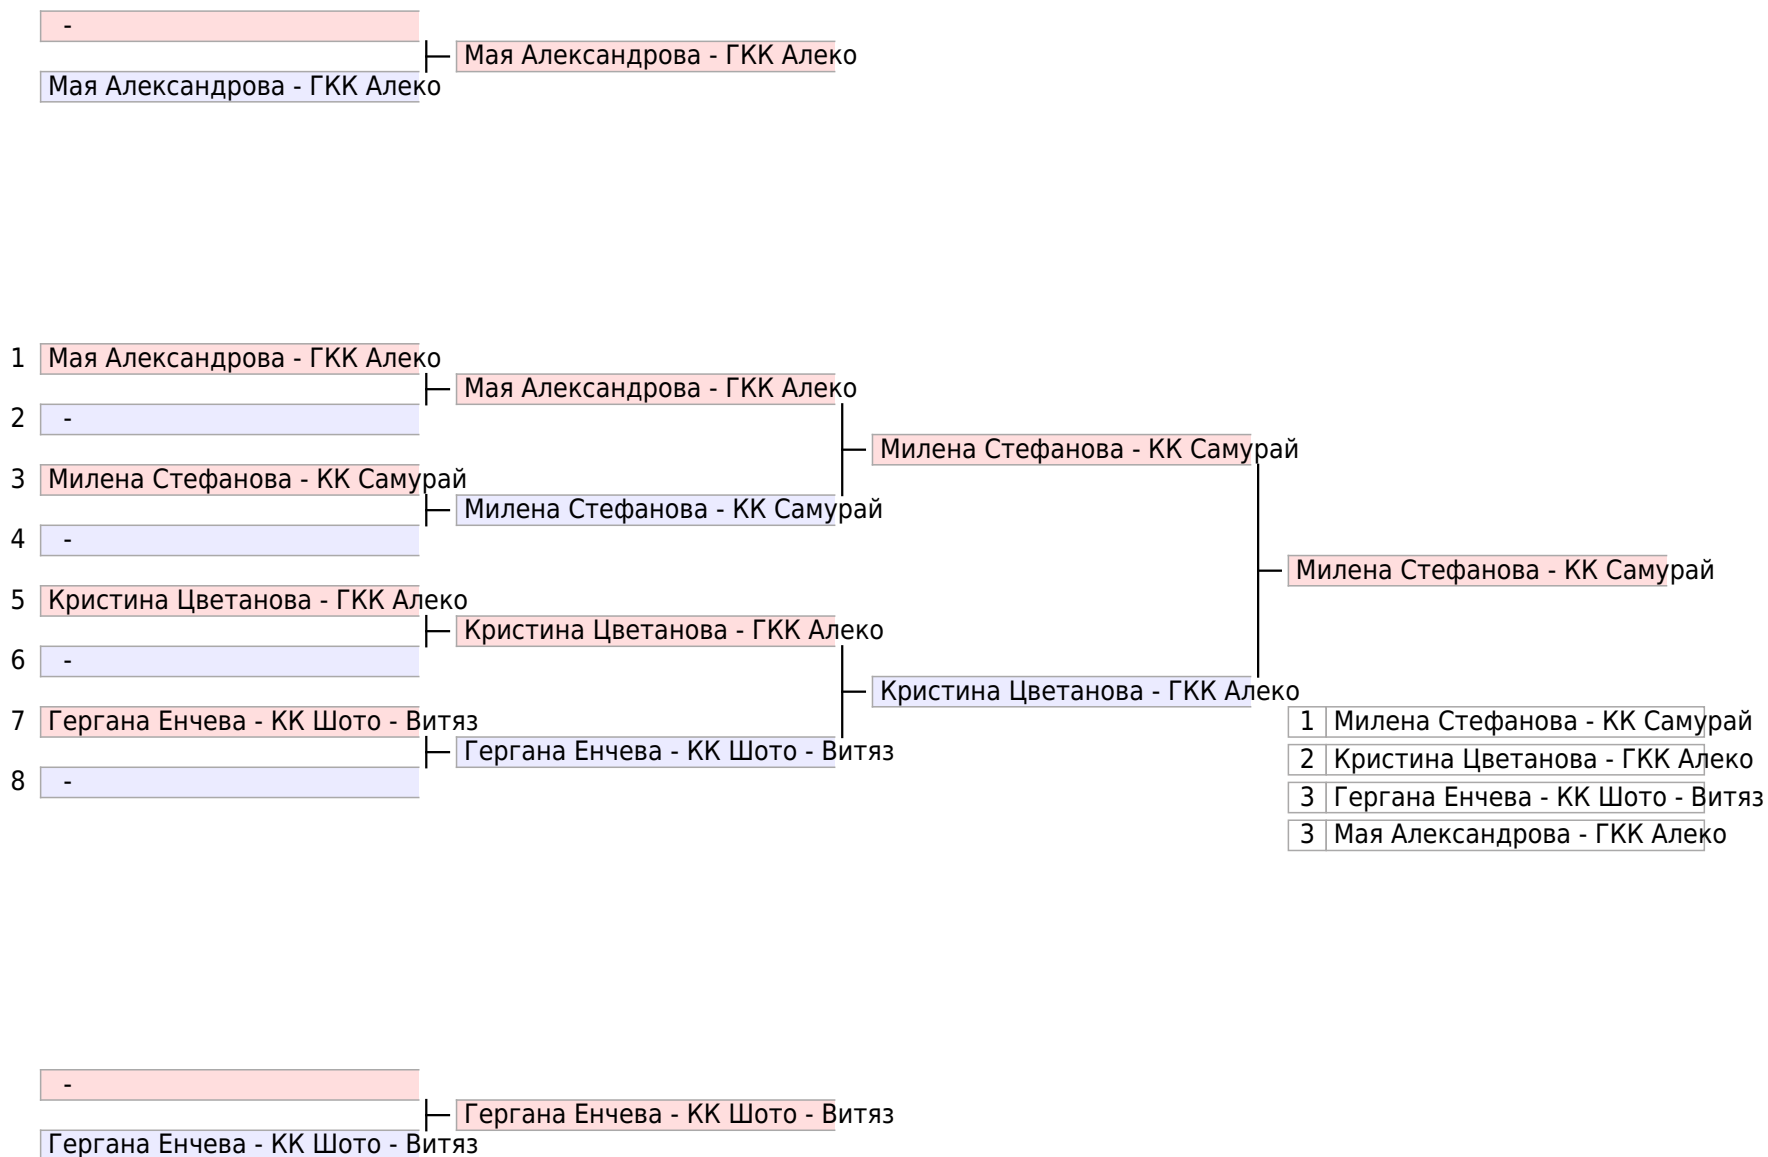 -
Мая Александрова - ГКК Алеко
Мая Александрова - ГКК Алеко
1 Мая Александрова - ГКК Алеко
Мая Александрова - ГКК Алеко
2 -
Милена Стефанова - КК Самурай
3 Милена Стефанова - КК Самурай
Милена Стефанова - КК Самурай
4 -
Милена Стефанова - КК Самурай
5 Кристина Цветанова - ГКК Алеко
Кристина Цветанова - ГКК Алеко
6 -
Кристина Цветанова - ГКК Алеко
7 Гергана Енчева - КК Шото - Витяз
Гергана Енчева - КК Шото - Витяз
8 -
1 Милена Стефанова - КК Самурай
2 Кристина Цветанова - ГКК Алеко
3 Гергана Енчева - КК Шото - Витяз
3 Мая Александрова - ГКК Алеко
-
Гергана Енчева - КК Шото - Витяз
Гергана Енчева - КК Шото - Витяз